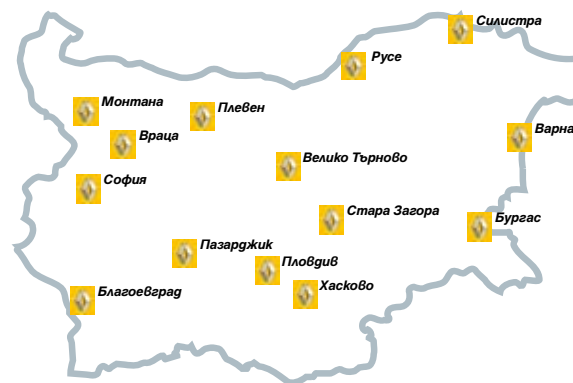 Силистра
Русе
Монтана
Плевен
Варна
Враца
Велико Търново
София
Стара Загора
Бургас
Пазарджик
Пловдив
Благоевград
Хасково